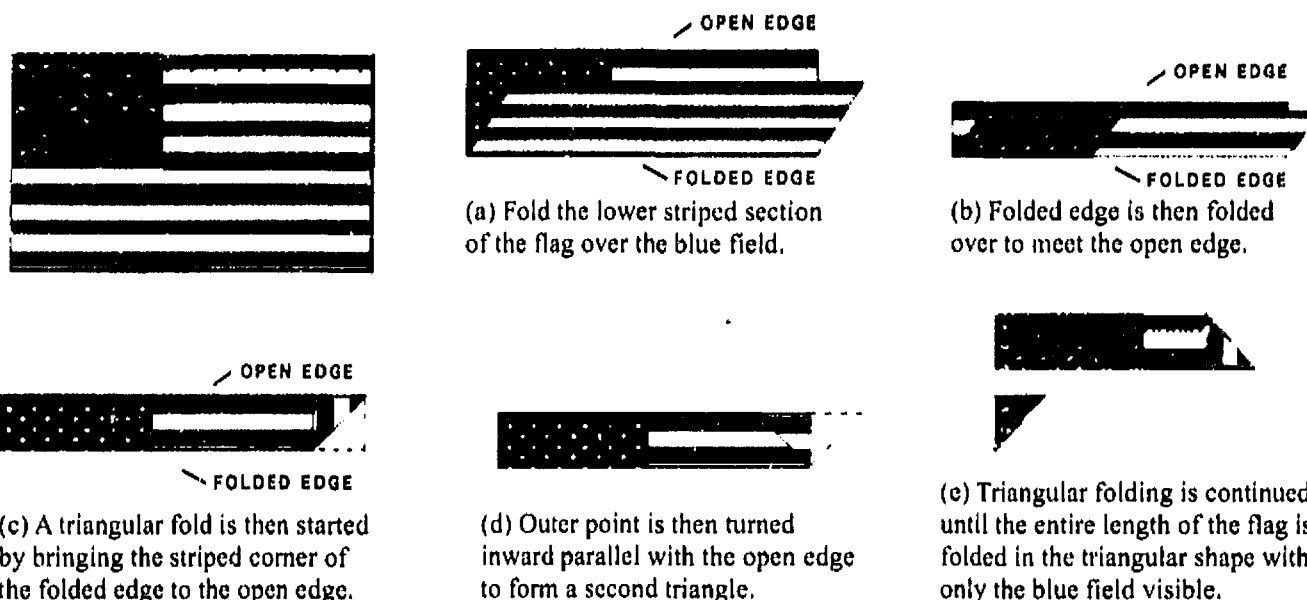 OPEN EDGE
FOLDED EDGE
(a) Fold the lower striped section
of the flag over the blue field.
OPEN EDGE
FOLDED EDGE
(b) Folded edge is then folded
over to meet the open edge.
OPEN EDGE
FOLDED EDGE
(c) A triangular fold is then started
by bringing the striped corner of
the folded edge to the open edge.
(d) Outer point is then turned
inward parallel with the open edge
to form a second triangle.
(e) Triangular folding is continued
until the entire length of the flag is
folded in the triangular shape with
only the blue field visible.